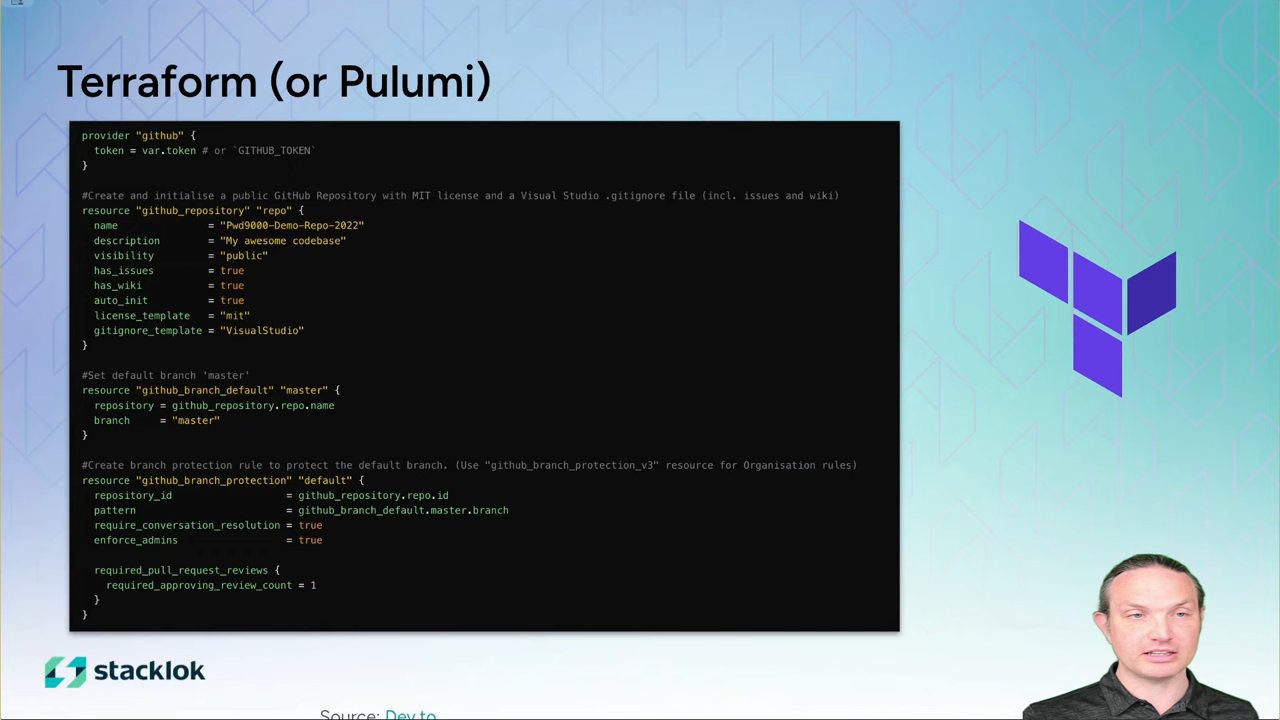 Terraform (or Pulumi)
provider "github" {
  token = var.token # or `GITHUB_TOKEN`
}
#Create and initialise a public GitHub Repository with MIT license and a Visual Studio .gitignore file (incl. issues and wiki)
resource "github_repository" "repo" {
  name               = "Pwd9000-Demo-Repo-2022"
  description        = "My awesome codebase"
  visibility         = "public"
  has_issues         = true
  has_wiki           = true
  auto_init          = true
  license_template   = "mit"
  gitignore_template = "VisualStudio"
}
#Set default branch 'master'
resource "github_branch_default" "master" {
  repository = github_repository.repo.name
  branch     = "master"
}
#Create branch protection rule to protect the default branch. (Use "github_branch_protection_v3" resource for Organisation rules)
resource "github_branch_protection" "default" {
  repository_id                   = github_repository.repo.id
  pattern                         = github_branch_default.master.branch
  require_conversation_resolution = true
  enforce_admins                  = true
  required_pull_request_reviews {
    required_approving_review_count = 1
  }
}
stacklok
Source: Dev.to